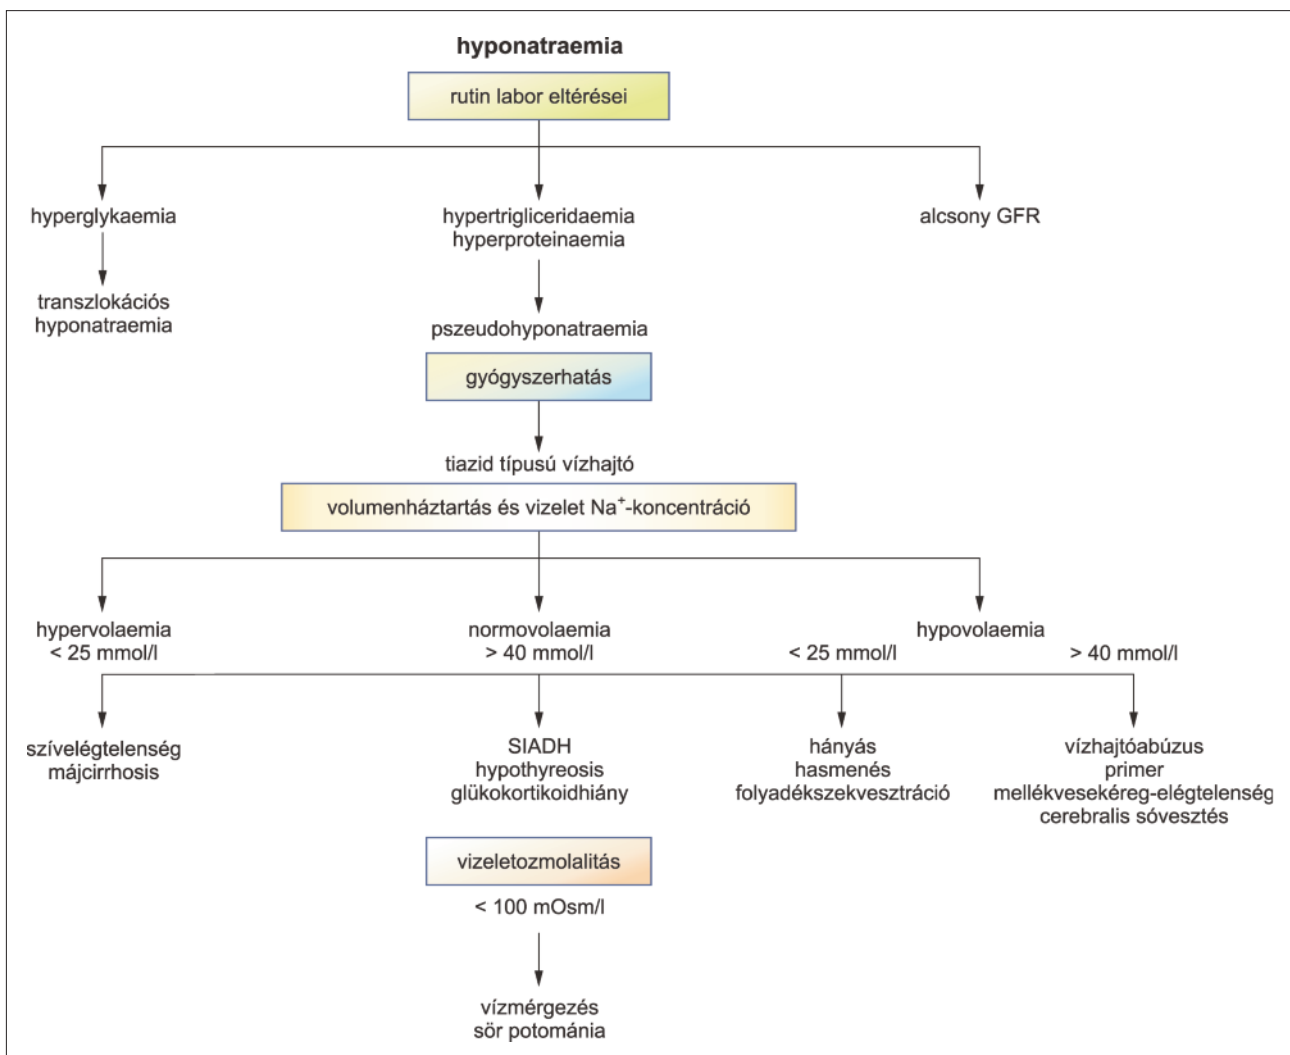 hyponatraemia
rutin labor eltérései
hyperglykaemia
hypertrigliceridaemia
hyperproteinaemia
alcsony GFR
transzlokációs
hyponatraemia
pszeudohyponatraemia
gyógyszerhatás
tiazid típusú vízhajtó
volumenháztartás és vizelet Na⁺-koncentráció
hypervolaemia
< 25 mmol/l
normovolaemia
> 40 mmol/l
hypovolaemia
< 25 mmol/l
> 40 mmol/l
szívelégtelenség
májcirrhosis
SIADH
hypothyreosis
glükokortikoidhiány
hányás
hasmenés
folyadékszekvesztráció
vízhajtóabúzus
primer
mellékvesekéreg-elégtelenség
cerebralis sóvesztés
vizeletozmolalitás
< 100 mOsm/l
vízmérgezés
sör potománia